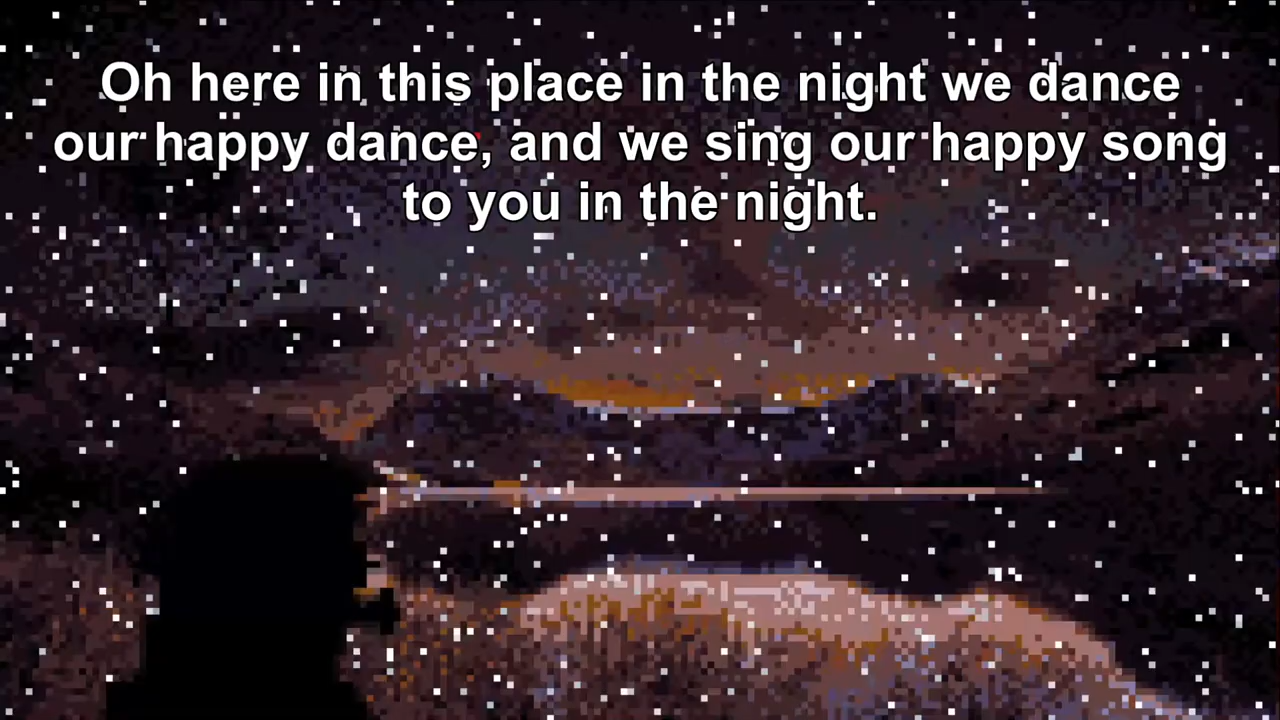 Oh here in this place in the night we dance
our happy dance, and we sing our happy song
to you in the night.